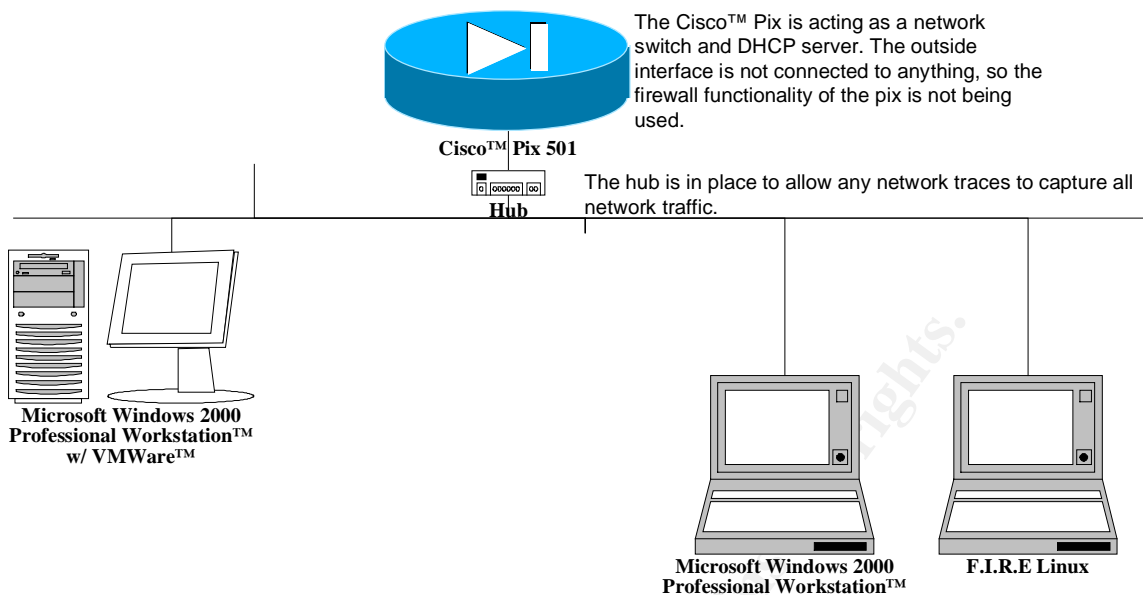 The Cisco™ Pix is acting as a network
switch and DHCP server. The outside
interface is not connected to anything, so the
firewall functionality of the pix is not being
used.
Cisco™ Pix 501
The hub is in place to allow any network traces to capture all
network traffic.
Hub
Microsoft Windows 2000
Professional Workstation™
w/ VMWare™
Microsoft Windows 2000
Professional Workstation™
F.I.R.E Linux
rights.